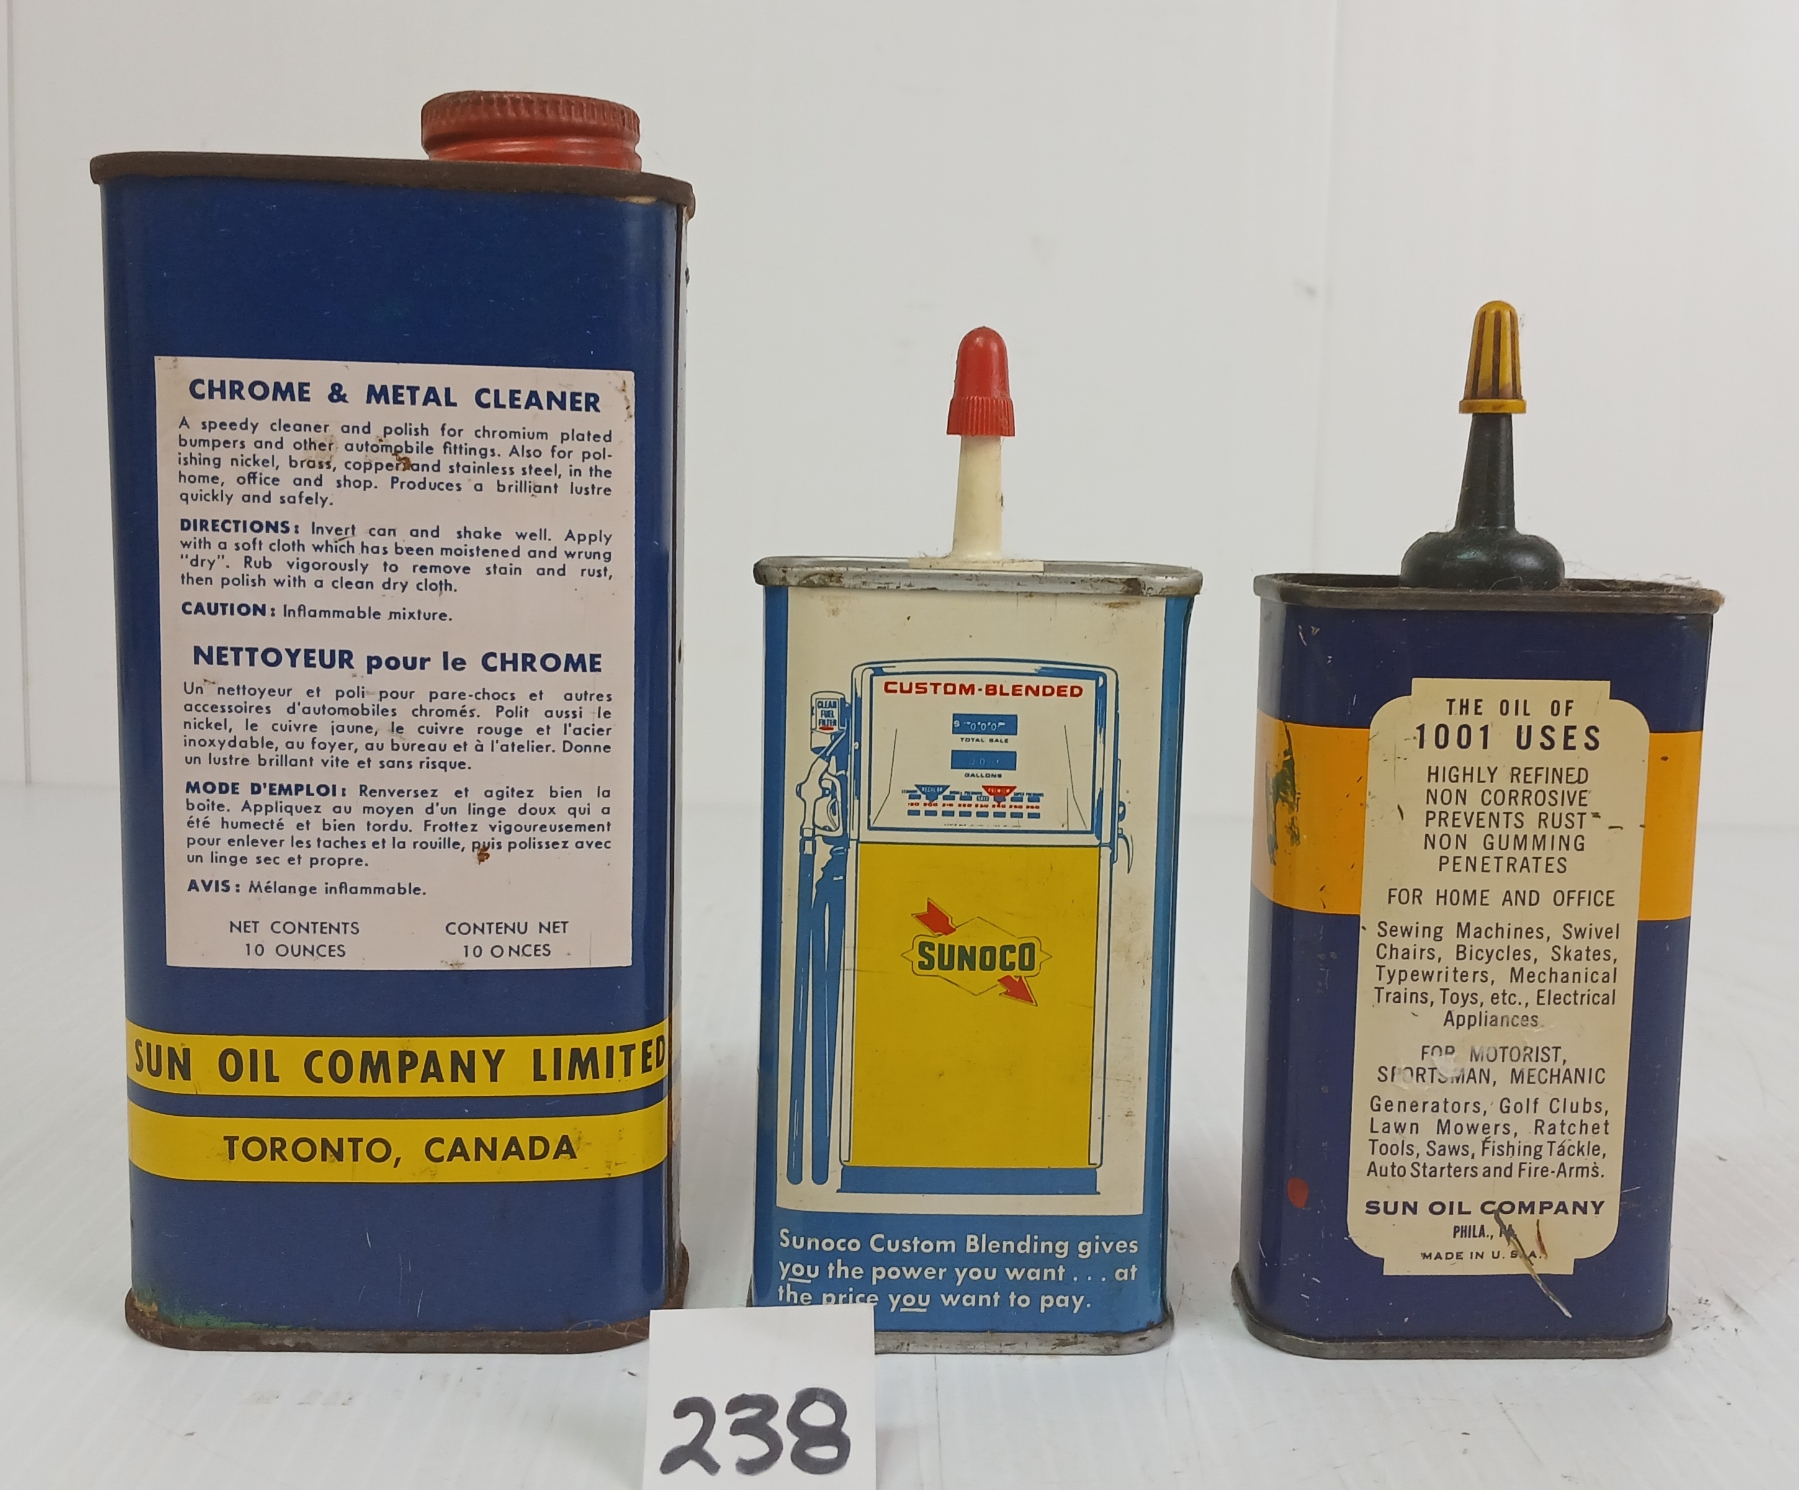 CHROME & METAL CLEANER
A speedy cleaner and polish for chromium plated
bumpers and other automobile fittings. Also for pol-
ishing nickel, brass, copper and stainless steel, in the
home, office and shop. Produces a brilliant lustre
quickly and safely.
DIRECTIONS: Invert can and shake well. Apply
with a soft cloth which has been moistened and wrung
"dry". Rub vigorously to remove stain and rust,
then polish with a clean dry cloth.
CAUTION: Inflammable mixture.
NETTOYEUR pour le CHROME
Un nettoyeur et poli pour pare-chocs et autres
accessoires d'automobiles chromés. Polit aussi le
nickel, le cuivre jaune, le cuivre rouge et l'acier
inoxydable, au foyer, au bureau et à l'atelier. Donne
un lustre brillant vite et sans risque.
MODE D'EMPLOI: Renversez et agitez bien la
boite. Appliquez au moyen d'un linge doux qui a
été humecté et bien tordu. Frottez vigoureusement
pour enlever les taches et la rouille, puis polissez avec
un linge sec et propre.
AVIS: Mélange inflammable.
NET CONTENTS
10 OUNCES
CONTENU NET
10 ONCES
SUN OIL COMPANY LIMITED
TORONTO, CANADA
CLEAR
FUEL
FILTER
CUSTOM-BLENDED
TOTAL SALE
GALLONS
SUNOCO
Sunoco Custom Blending gives
you the power you want . . . at
the price you want to pay.
THE OIL OF
1001 USES
HIGHLY REFINED
NON CORROSIVE
PREVENTS RUST
NON GUMMING
PENETRATES
FOR HOME AND OFFICE
Sewing Machines, Swivel
Chairs, Bicycles, Skates,
Typewriters, Mechanical
Trains, Toys, etc., Electrical
Appliances.
FOR MOTORIST,
SPORTSMAN, MECHANIC
Generators, Golf Clubs,
Lawn Mowers, Ratchet
Tools, Saws, Fishing Tackle,
Auto Starters and Fire-Arms.
SUN OIL COMPANY
PHILA., PA.
MADE IN U. S. A.
238